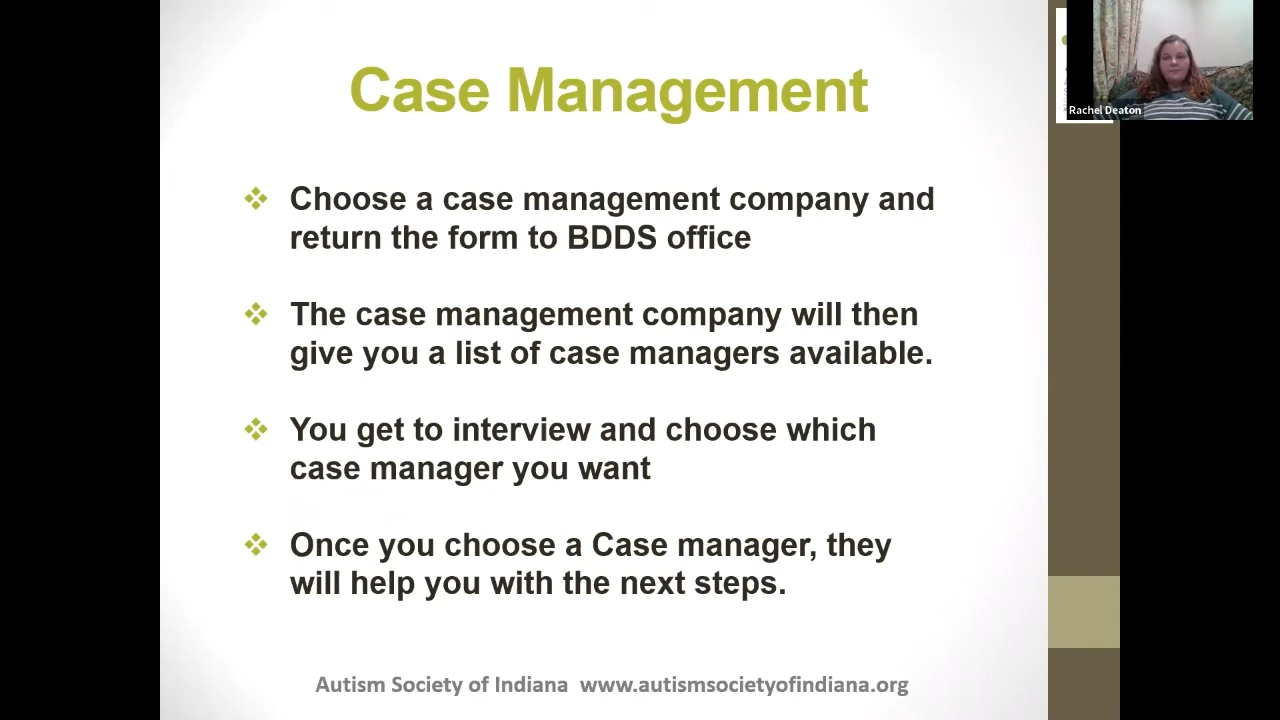 Case Management
Rachel Deaton
Choose a case management company and
return the form to BDDS office
The case management company will then
give you a list of case managers available.
You get to interview and choose which
case manager you want
Once you choose a Case manager, they
will help you with the next steps.
Autism Society of Indiana www.autismsocietyofindiana.org